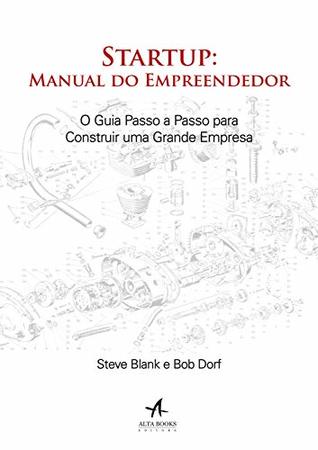 STARTUP:
MANUAL DO EMPREENDEDOR
O Guia Passo a Passo para
Construir uma Grande Empresa
Steve Blank e Bob Dorf
ALTA BOOKS
EDITORA